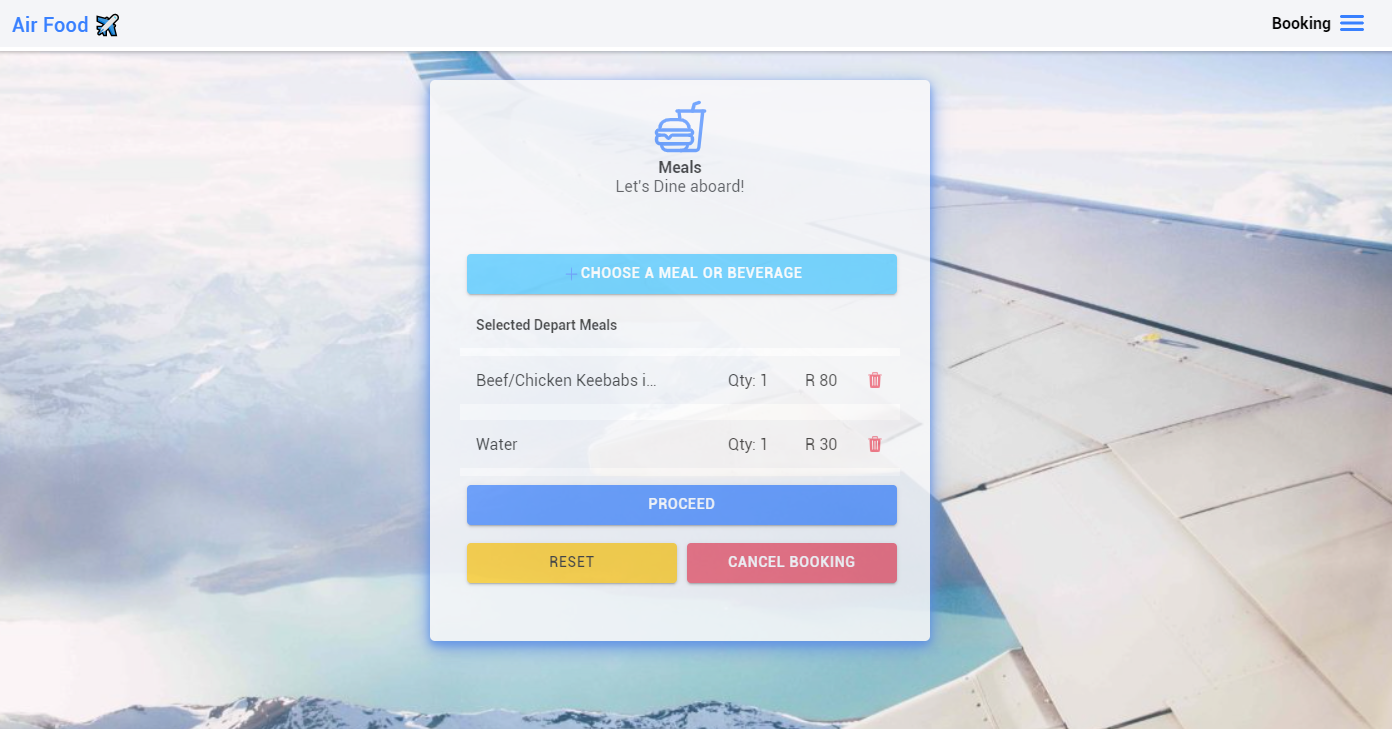 Air Food
Booking
Meals
Let's Dine aboard!
+ CHOOSE A MEAL OR BEVERAGE
Selected Depart Meals
Beef/Chicken Keebabs i... Qty: 1 R 80
Water Qty: 1 R 30
PROCEED
RESET CANCEL BOOKING